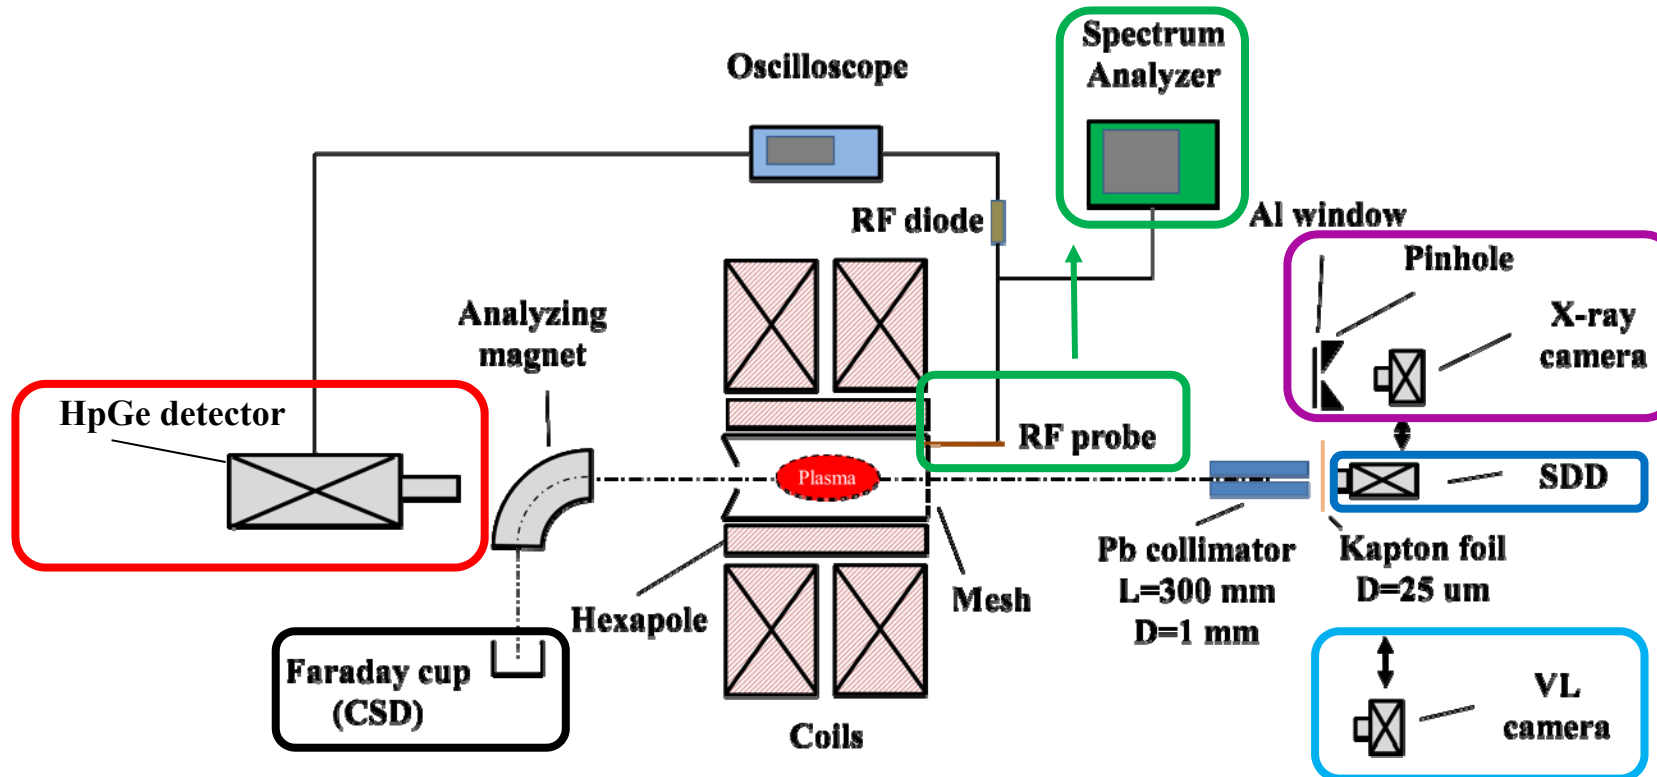 Spectrum
Analyzer
Oscilloscope
RF diode
Al window
Pinhole
X-ray
camera
Analyzing
magnet
HpGe detector
RF probe
Plasma
SDD
Pb collimator
L=300 mm
D=1 mm
Kapton foil
D=25 um
Mesh
Hexapole
Faraday cup
(CSD)
VL
camera
Coils